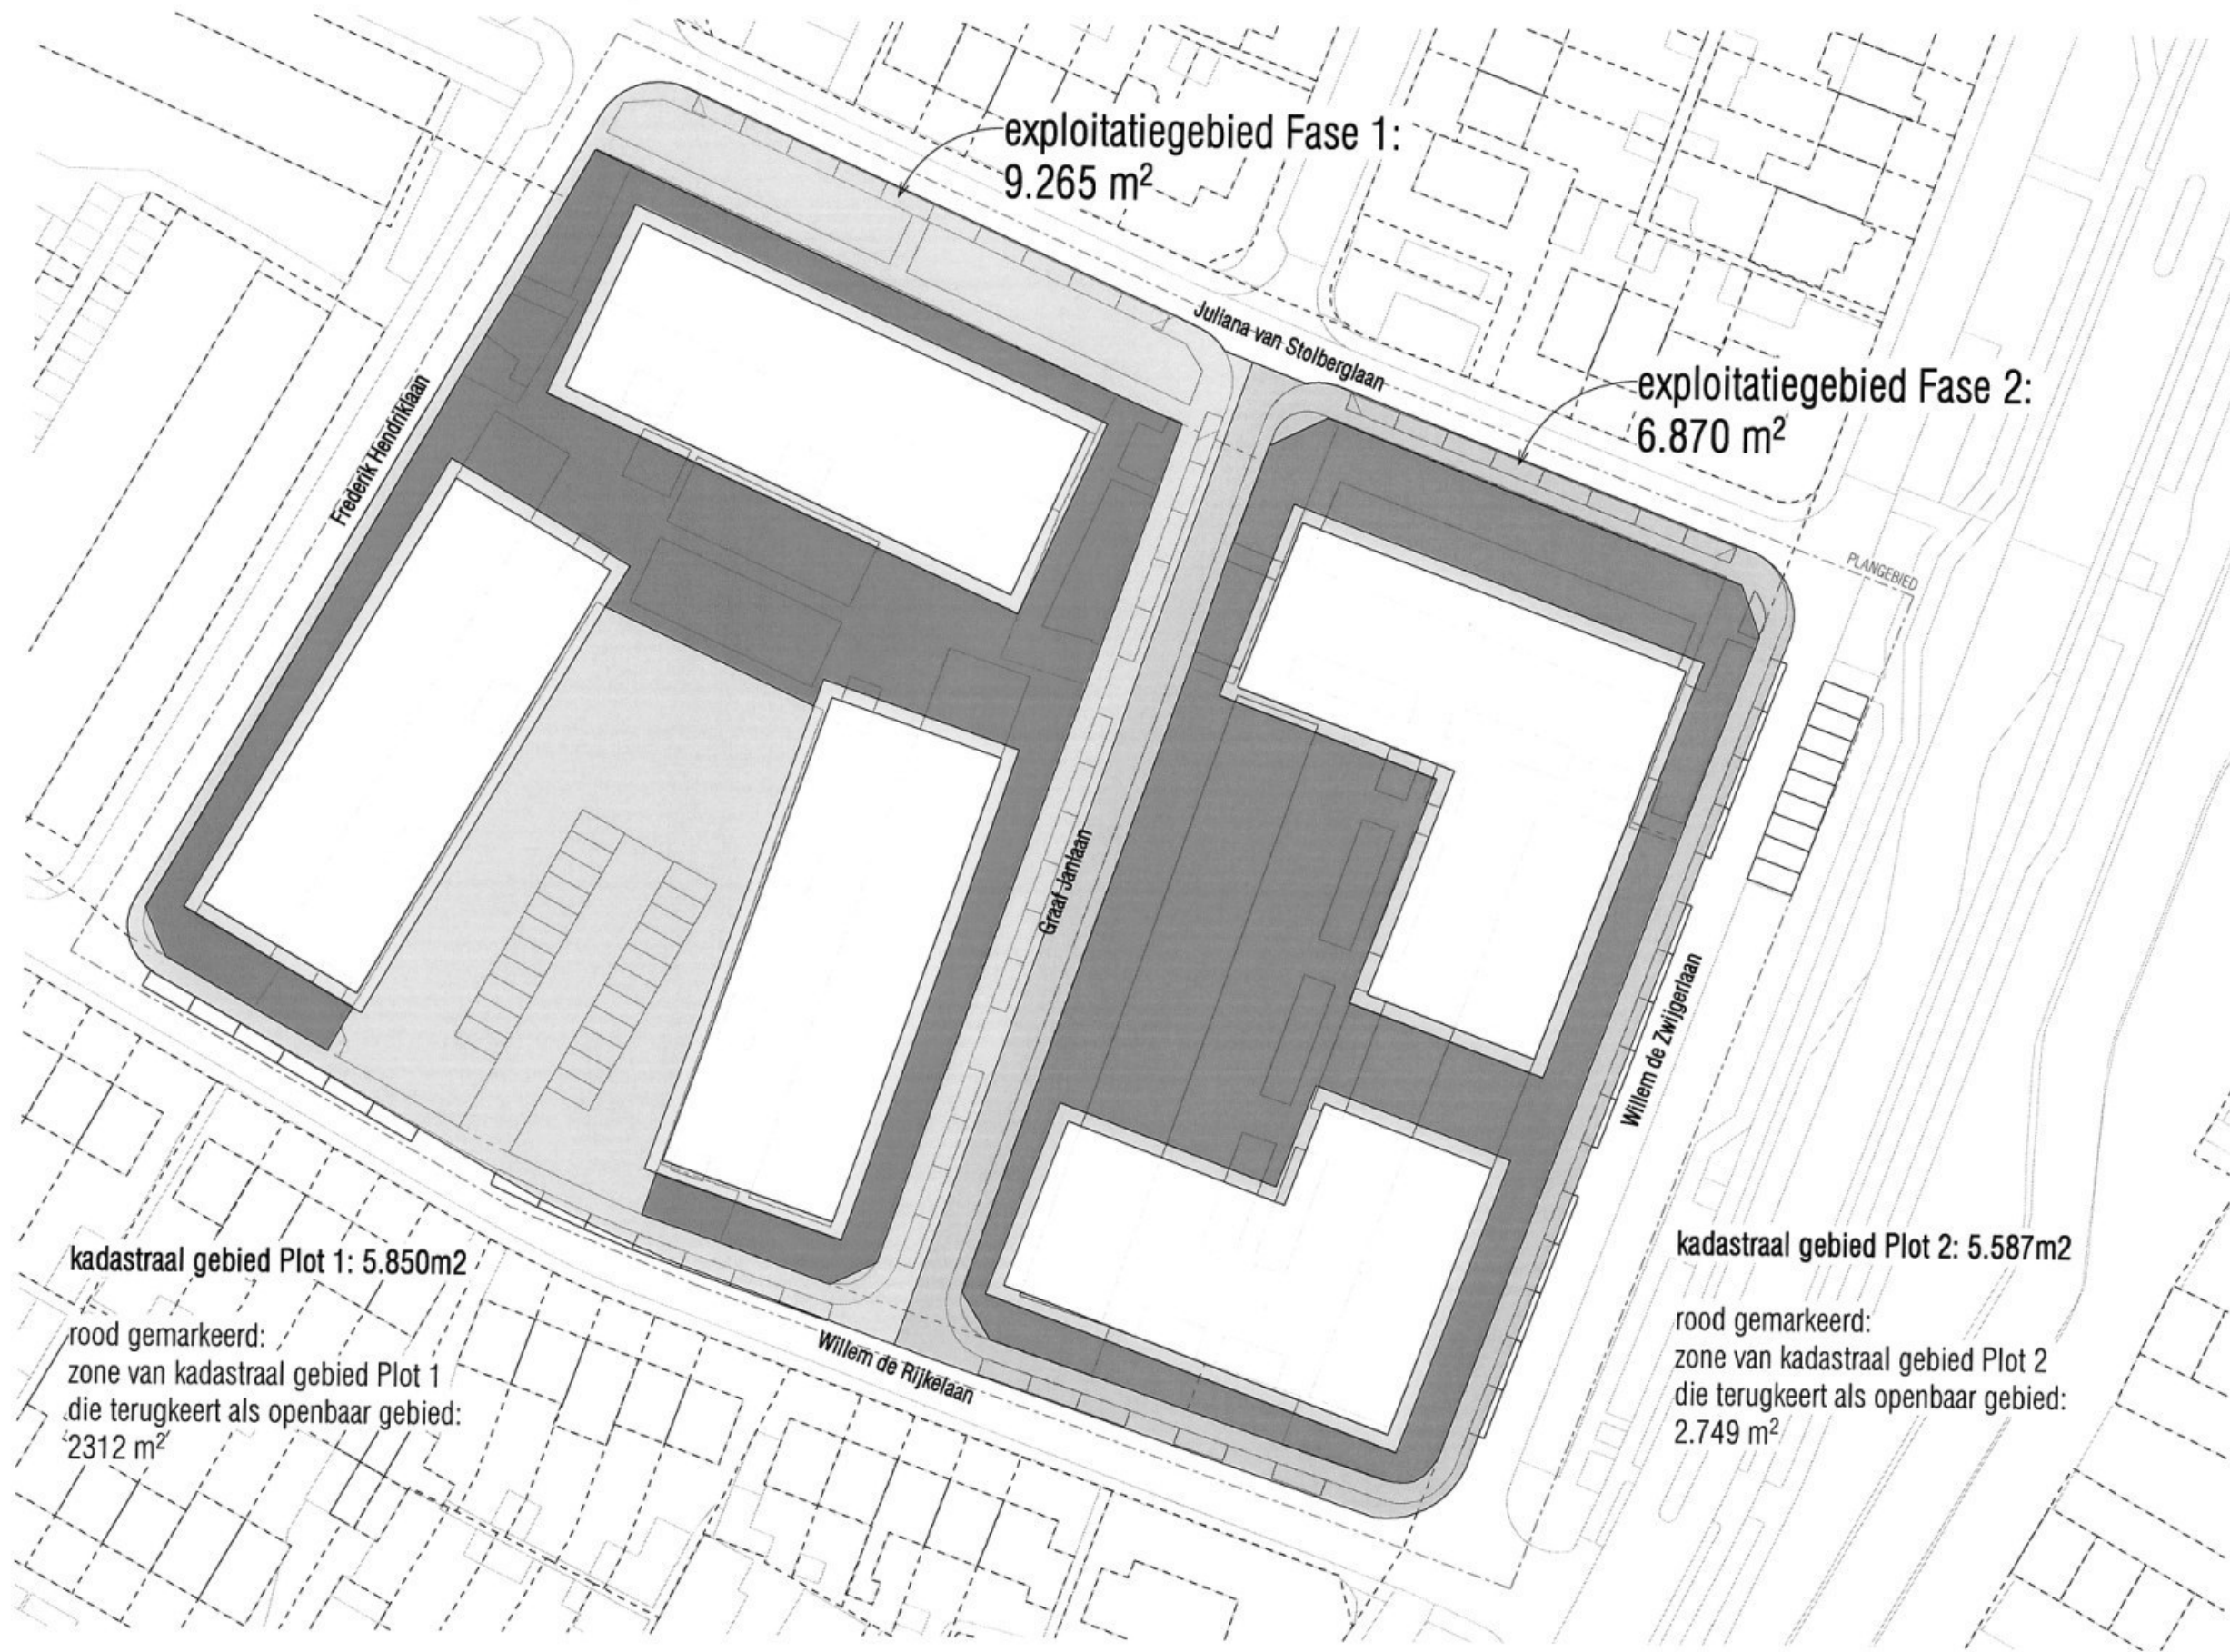 exploitatiegebied Fase 1:
9.265 m²
Juliana van Stolberglaan
exploitatiegebied Fase 2:
6.870 m²
Frederik Hendriklaan
PLANGEBIED
Graaf Janlaan
Willem de Zwijgerlaan
Willem de Rijkelaan
kadastraal gebied Plot 1: 5.850m2
rood gemarkeerd:
zone van kadastraal gebied Plot 1
die terugkeert als openbaar gebied:
2312 m²
kadastraal gebied Plot 2: 5.587m2
rood gemarkeerd:
zone van kadastraal gebied Plot 2
die terugkeert als openbaar gebied:
2.749 m²